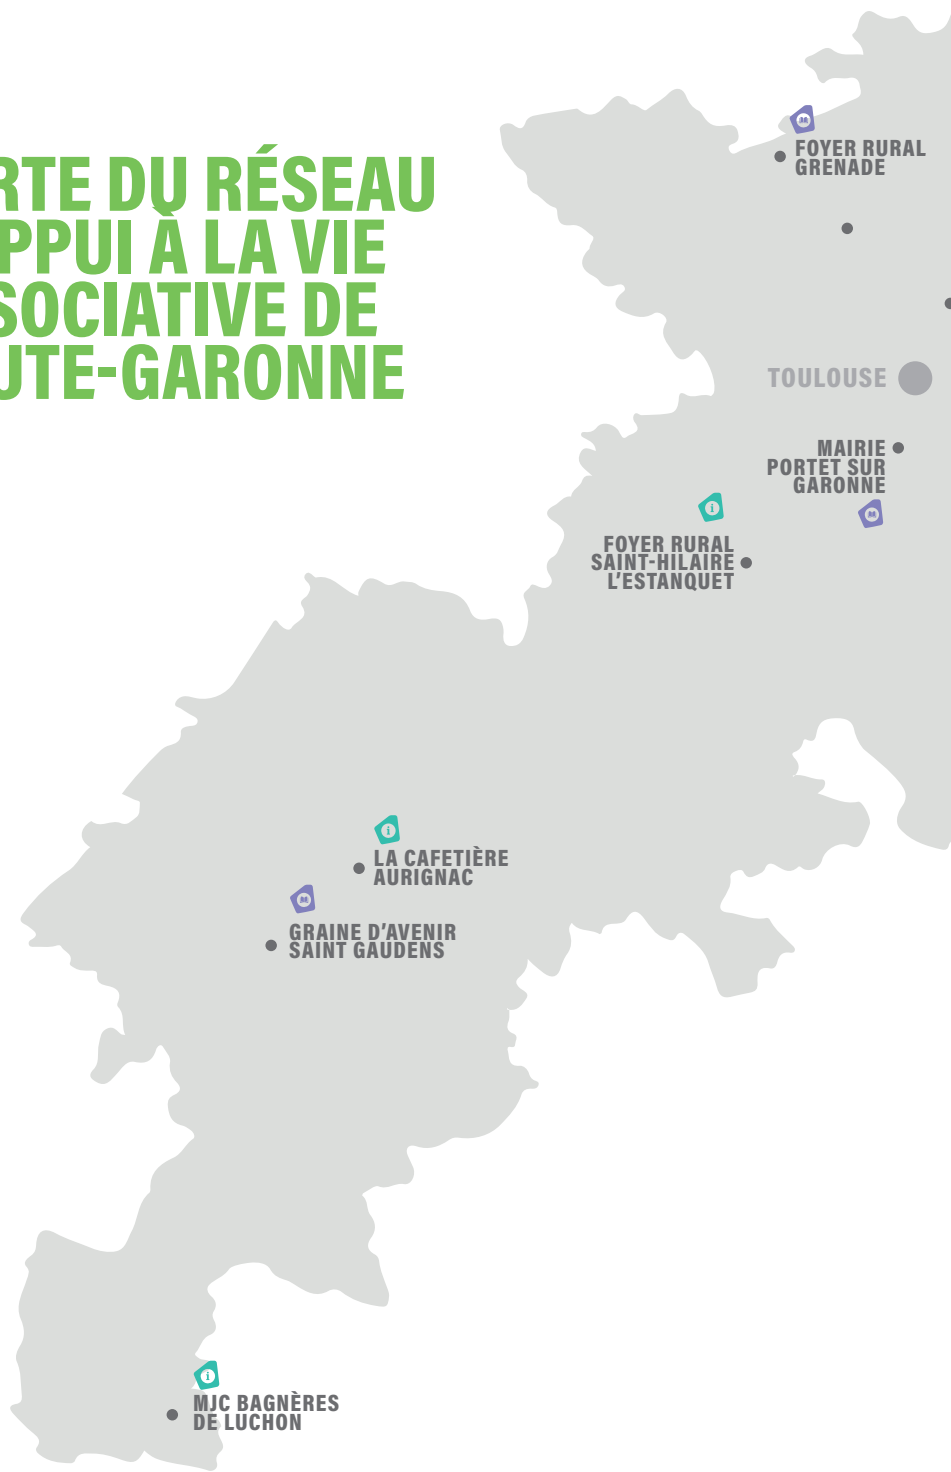 RTE DU RÉSEAU
PPUI À LA VIE
SOCIATIVE DE
UTE-GARONNE
FOYER RURAL
GRENADE
TOULOUSE
MAIRIE
PORTET SUR
GARONNE
FOYER RURAL
SAINT-HILAIRE
L'ESTANQUET
LA CAFETIÈRE
AURIGNAC
GRAINE D'AVENIR
SAINT GAUDENS
MJC BAGNÈRES
DE LUCHON